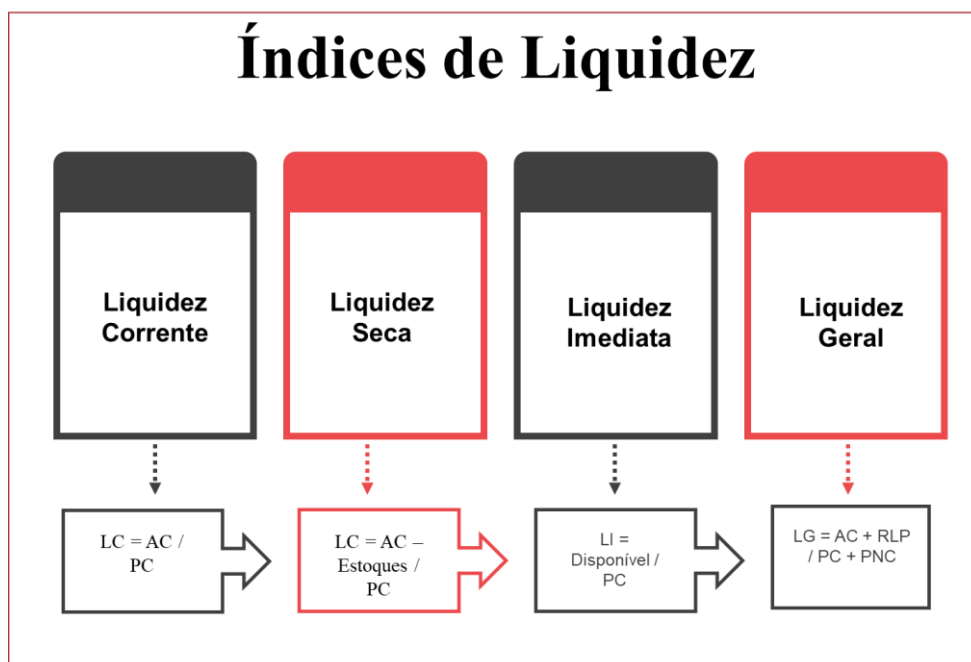 Índices de Liquidez
Liquidez
Corrente
Liquidez
Seca
Liquidez
Imediata
Liquidez
Geral
LC = AC /
PC
LC = AC –
Estoques /
PC
LI =
Disponível /
PC
LG = AC + RLP
/ PC + PNC